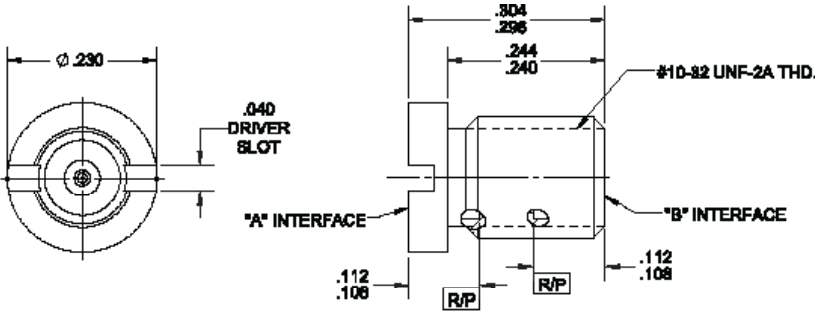 Ø .230
.040
DRIVER
SLOT
.304
.296
.244
.240
#10-32 UNF-2A THD.
"A" INTERFACE
"B" INTERFACE
.112
.108
R/P
R/P
.112
.108